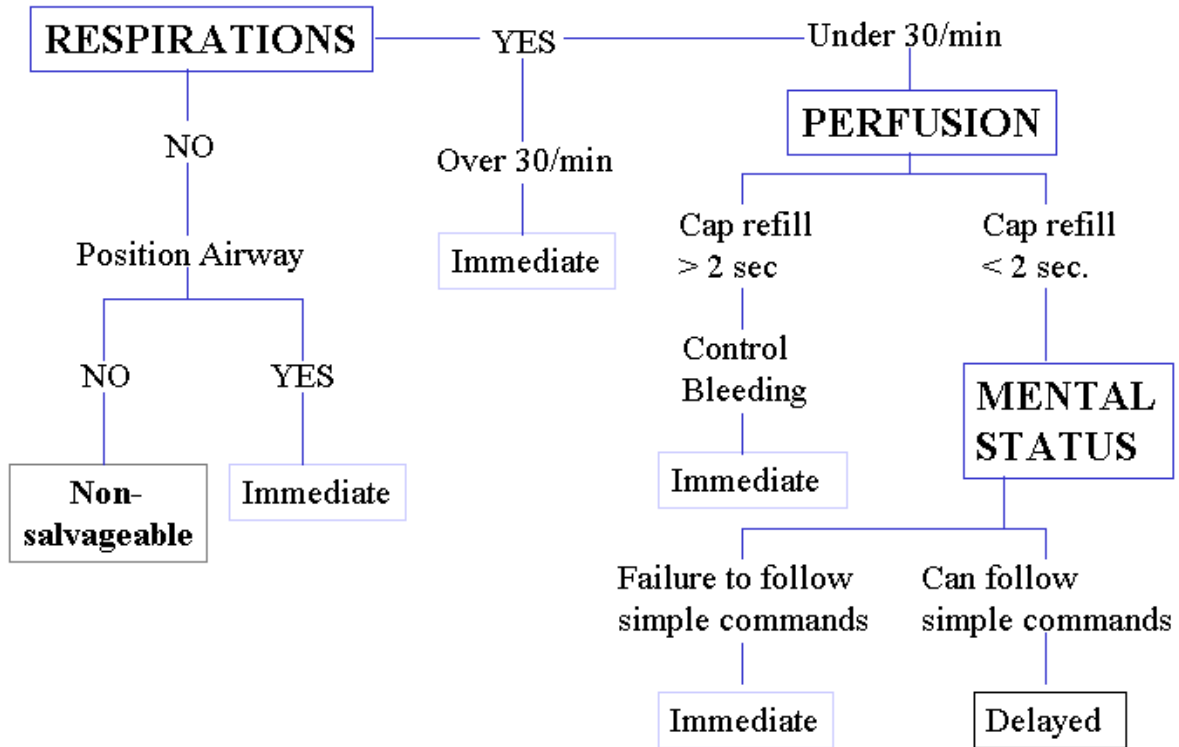 RESPIRATIONS
YES
Under 30/min
PERFUSION
NO
Over 30/min
Immediate
Position Airway
NO
YES
Non-
salvageable
Immediate
Cap refill
> 2 sec
Control
Bleeding
Immediate
Cap refill
< 2 sec.
MENTAL
STATUS
Failure to follow
simple commands
Immediate
Can follow
simple commands
Delayed